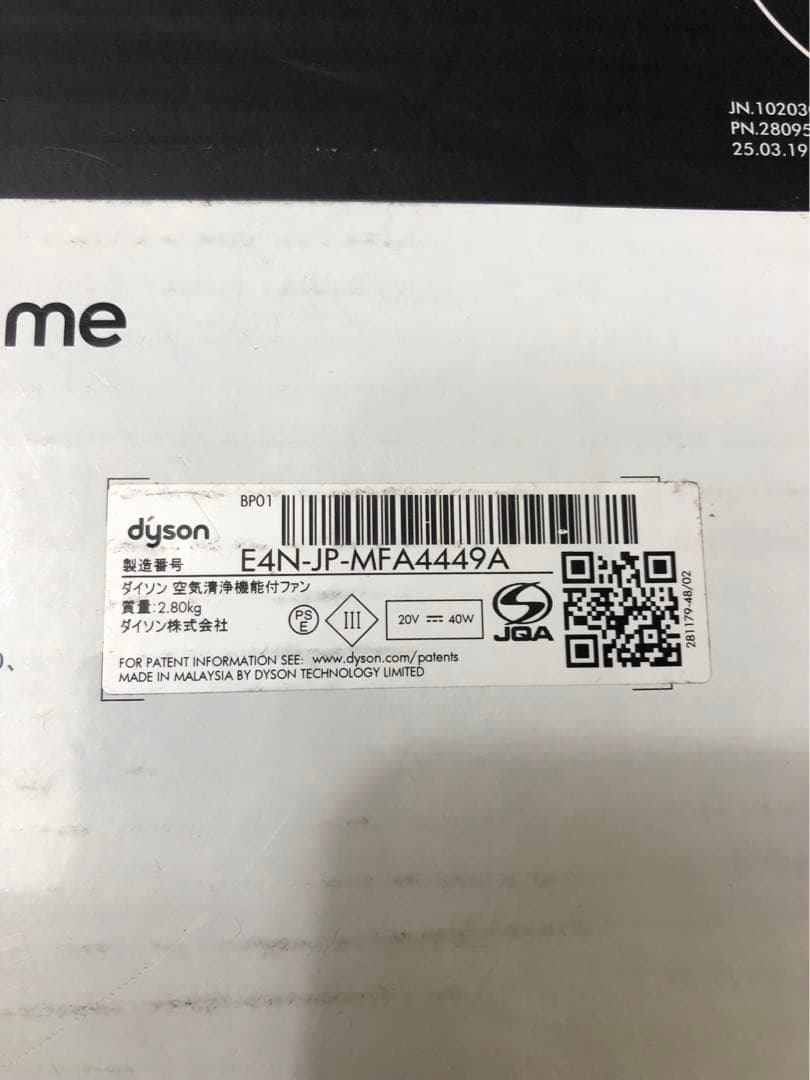 JN.10203
PN.28095
25.03.19
me
BP01
dyson
製造番号 E4N-JP-MFA4449A
ダイソン 空気清浄機能付ファン
質量:2.80kg
ダイソン株式会社
PS
E
III
20V ⎓ 40W
JQA
281179-48/02
FOR PATENT INFORMATION SEE: www.dyson.com/patents
MADE IN MALAYSIA BY DYSON TECHNOLOGY LIMITED
、